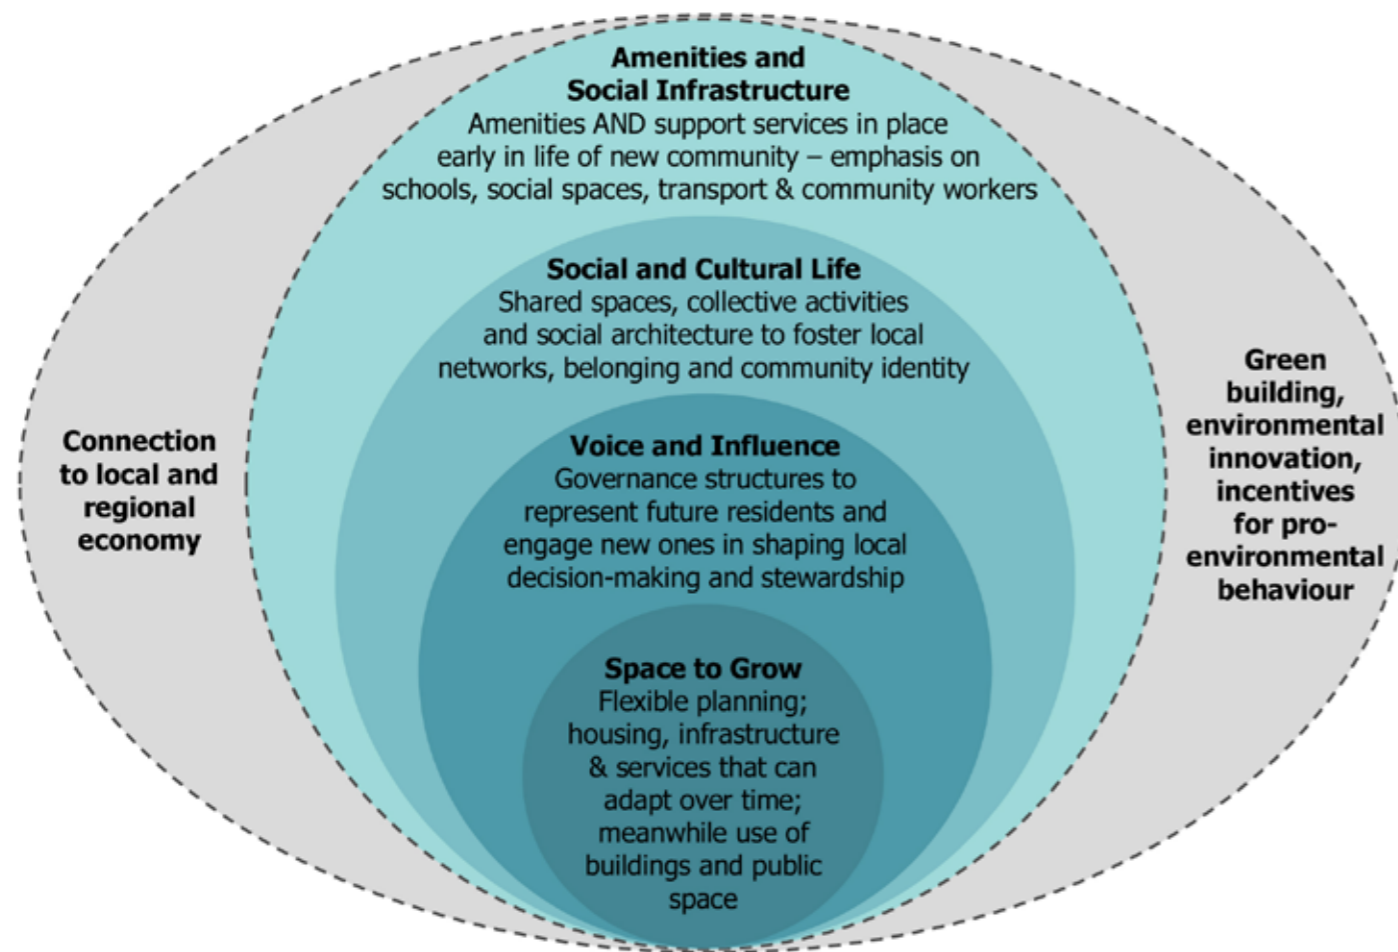 Amenities and
Social Infrastructure
Amenities AND support services in place
early in life of new community – emphasis on
schools, social spaces, transport & community workers
Social and Cultural Life
Shared spaces, collective activities
and social architecture to foster local
networks, belonging and community identity
Voice and Influence
Governance structures to
represent future residents and
engage new ones in shaping local
decision-making and stewardship
Space to Grow
Flexible planning;
housing, infrastructure
& services that can
adapt over time;
meanwhile use of
buildings and public
space
Connection
to local and
regional
economy
Green
building,
environmental
innovation,
incentives
for pro-
environmental
behaviour